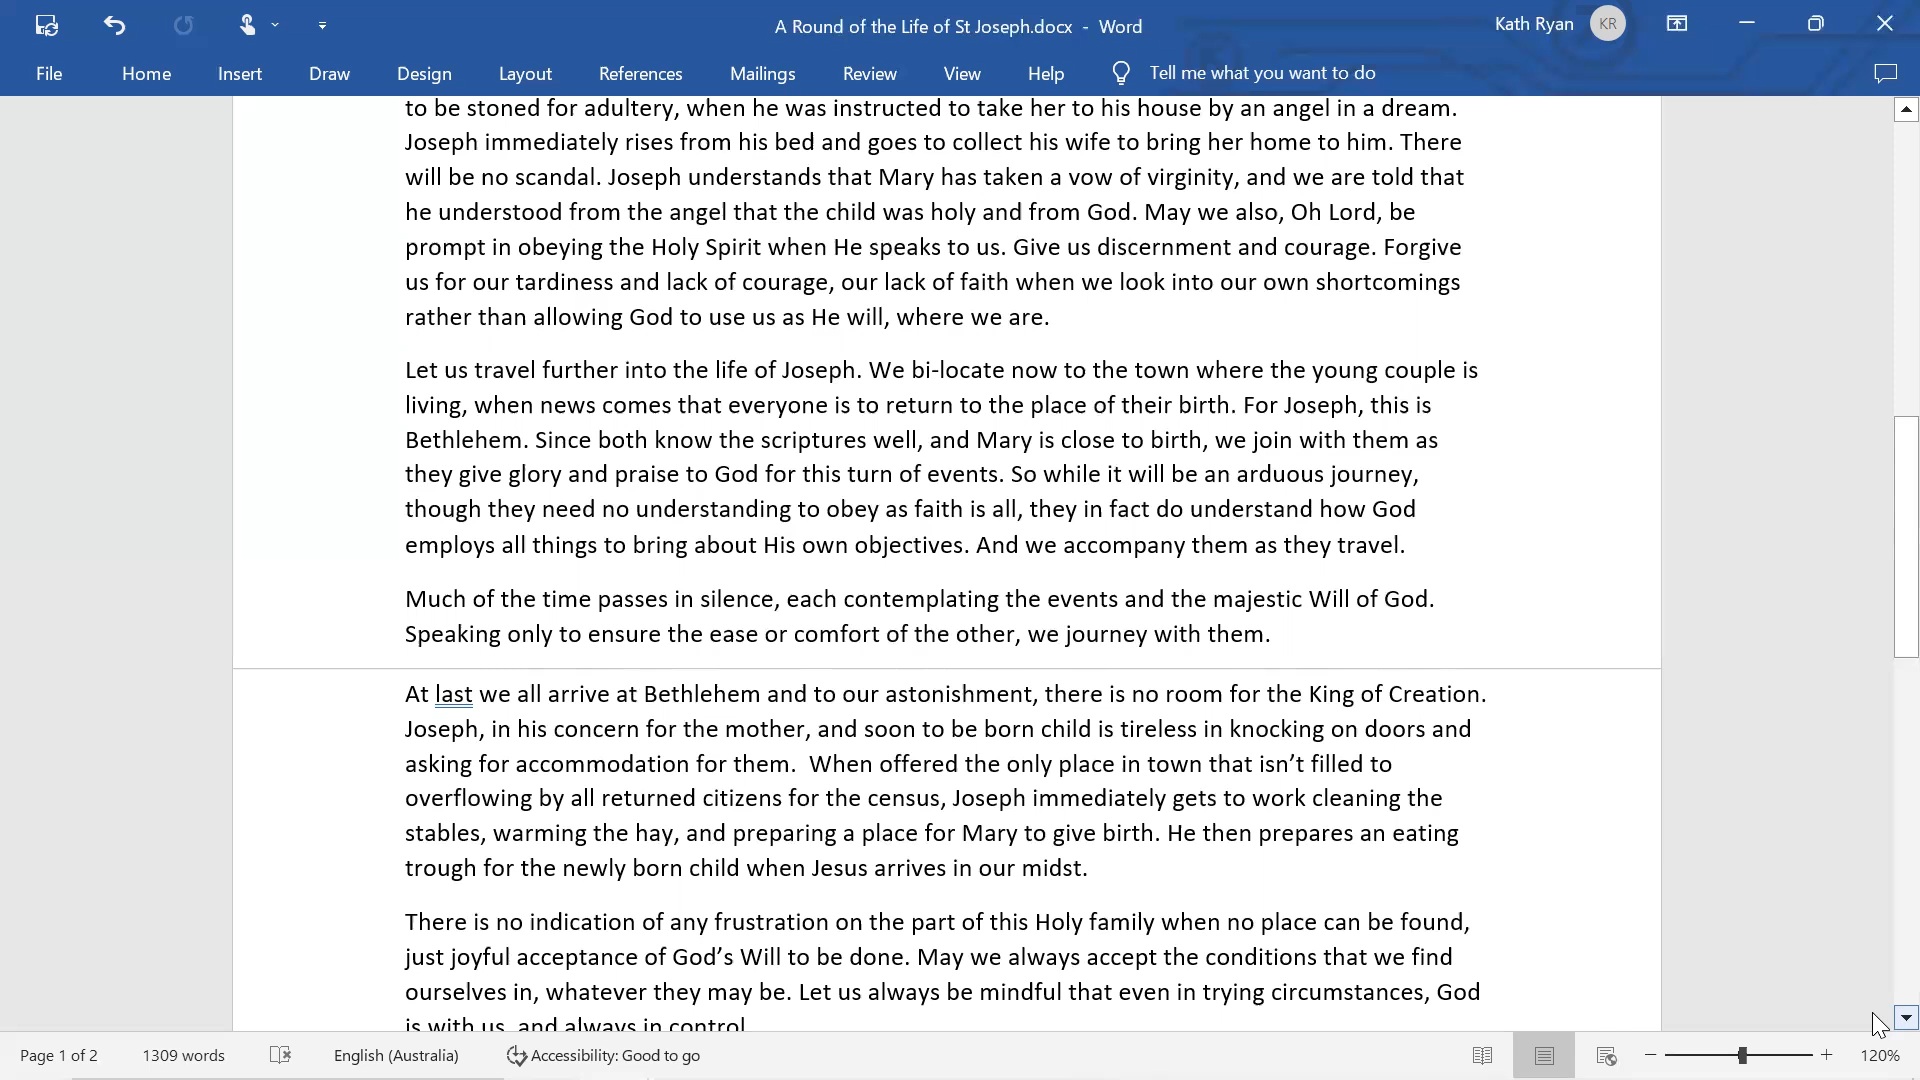 A Round of the Life of St Joseph.docx - Word
Kath Ryan KR
File Home Insert Draw Design Layout References Mailings Review View Help Tell me what you want to do
to be stoned for adultery, when he was instructed to take her to his house by an angel in a dream.
Joseph immediately rises from his bed and goes to collect his wife to bring her home to him. There
will be no scandal. Joseph understands that Mary has taken a vow of virginity, and we are told that
he understood from the angel that the child was holy and from God. May we also, Oh Lord, be
prompt in obeying the Holy Spirit when He speaks to us. Give us discernment and courage. Forgive
us for our tardiness and lack of courage, our lack of faith when we look into our own shortcomings
rather than allowing God to use us as He will, where we are.
Let us travel further into the life of Joseph. We bi-locate now to the town where the young couple is
living, when news comes that everyone is to return to the place of their birth. For Joseph, this is
Bethlehem. Since both know the scriptures well, and Mary is close to birth, we join with them as
they give glory and praise to God for this turn of events. So while it will be an arduous journey,
though they need no understanding to obey as faith is all, they in fact do understand how God
employs all things to bring about His own objectives. And we accompany them as they travel.
Much of the time passes in silence, each contemplating the events and the majestic Will of God.
Speaking only to ensure the ease or comfort of the other, we journey with them.
At last we all arrive at Bethlehem and to our astonishment, there is no room for the King of Creation.
Joseph, in his concern for the mother, and soon to be born child is tireless in knocking on doors and
asking for accommodation for them.  When offered the only place in town that isn’t filled to
overflowing by all returned citizens for the census, Joseph immediately gets to work cleaning the
stables, warming the hay, and preparing a place for Mary to give birth. He then prepares an eating
trough for the newly born child when Jesus arrives in our midst.
There is no indication of any frustration on the part of this Holy family when no place can be found,
just joyful acceptance of God’s Will to be done. May we always accept the conditions that we find
ourselves in, whatever they may be. Let us always be mindful that even in trying circumstances, God
is with us, and always in control
Page 1 of 2 1309 words English (Australia) Accessibility: Good to go 120%